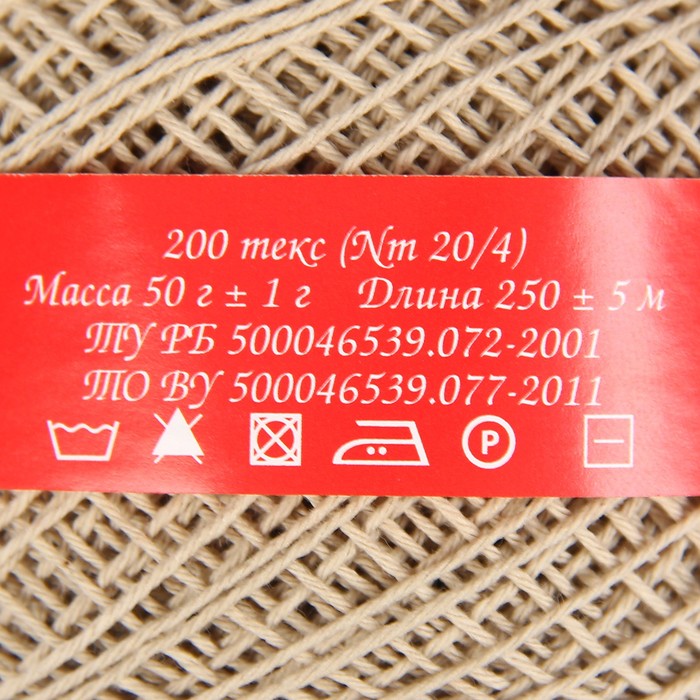 200 текс (Nm 20/4)
Масса 50 г ± 1 г Длина 250 ± 5 м
ТУ РБ 500046539.072-2001
ТО BY 500046539.077-2011
P